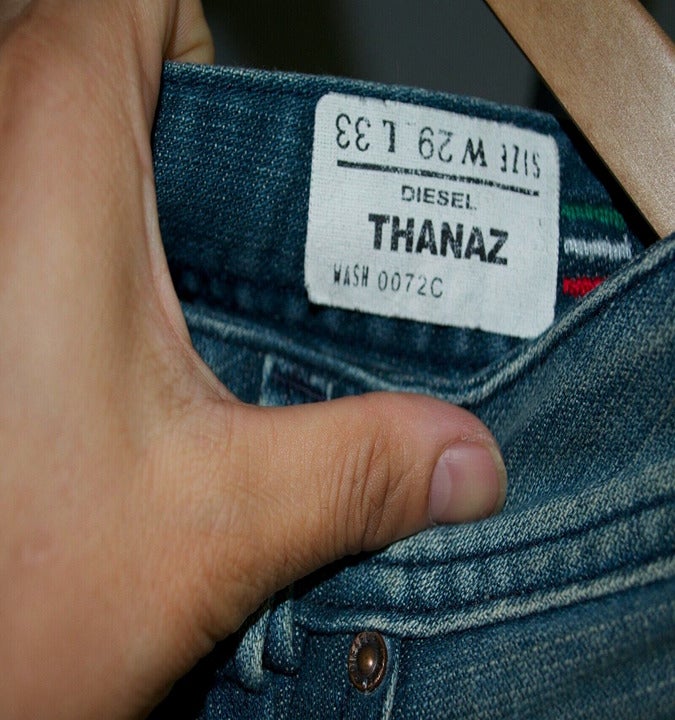 SIZE W 29 L 33
DIESEL
THANAZ
WASH 0072C